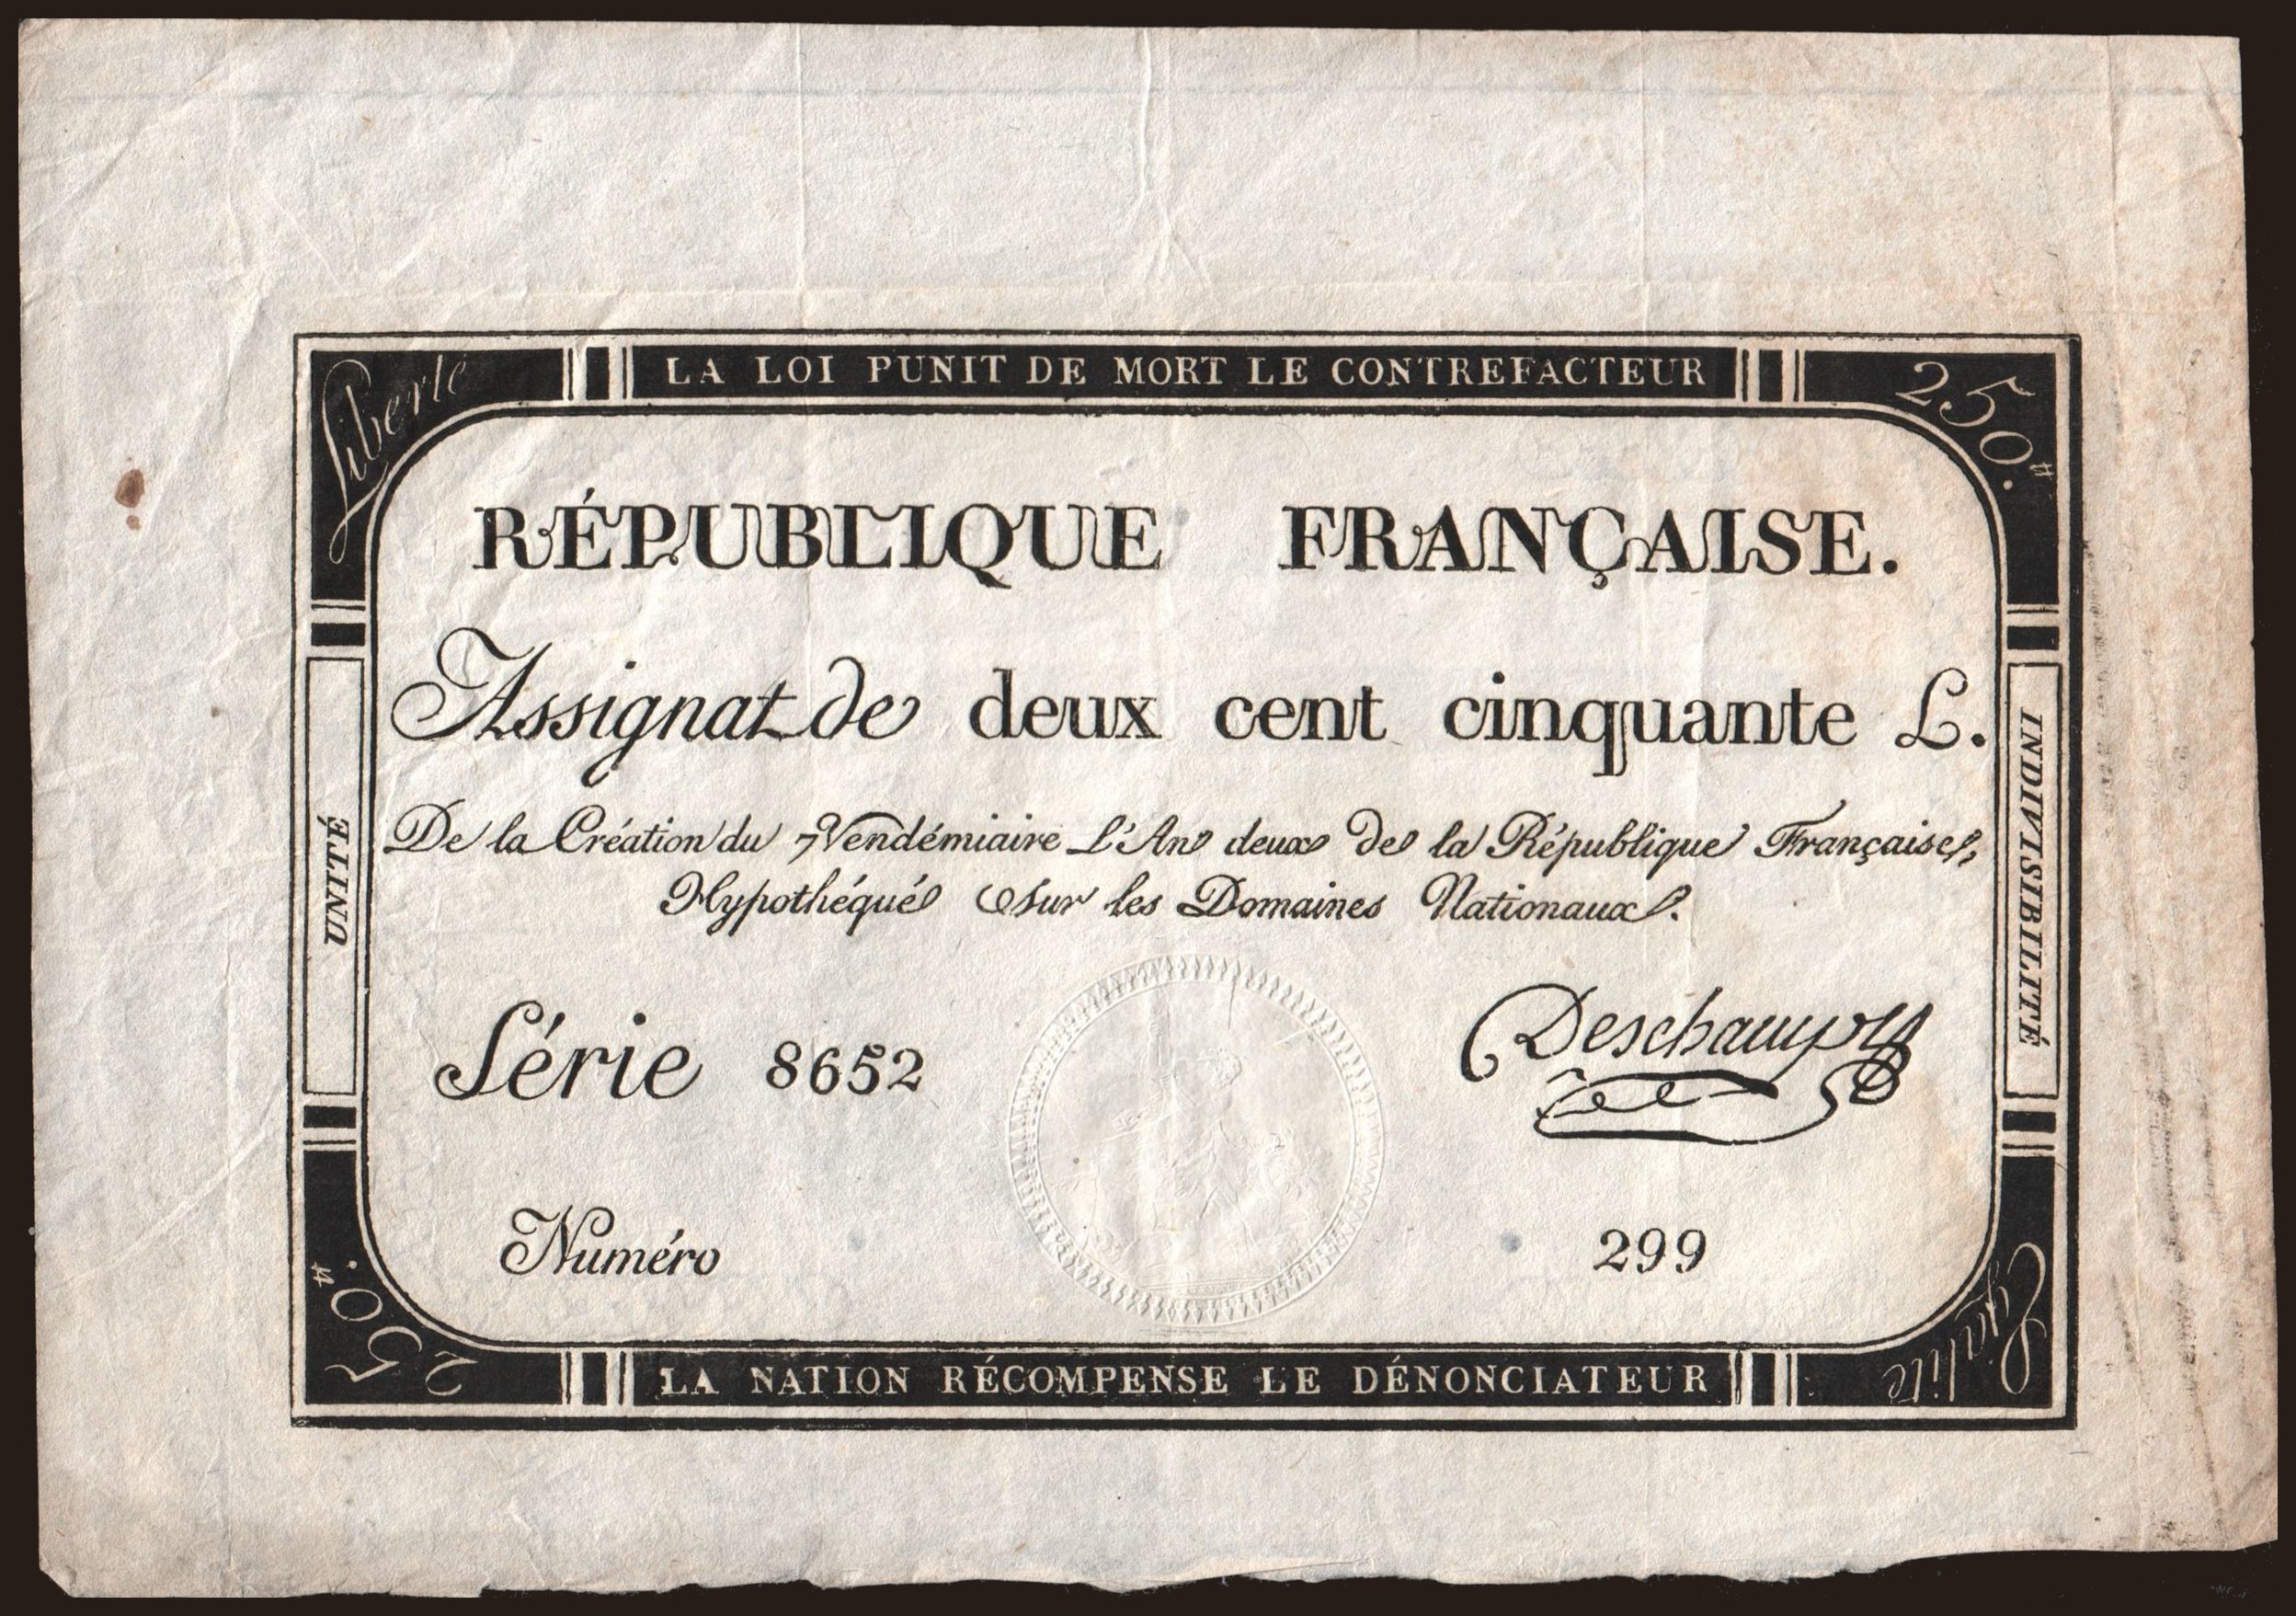 Liberté
LA LOI PUNIT DE MORT LE CONTREFACTEUR
250.₶
RÉPUBLIQUE FRANÇAISE.
Assignat de deux cent cinquante L.
De la Création du 7 Vendémiaire L'An deux de la République Française,
Hypothéqué sur les Domaines Nationaux.
UNITÉ
INDIVISIBILITÉ
Série 8652
Deschamps
Numéro 299
250.₶
LA NATION RÉCOMPENSE LE DÉNONCIATEUR
Egalité